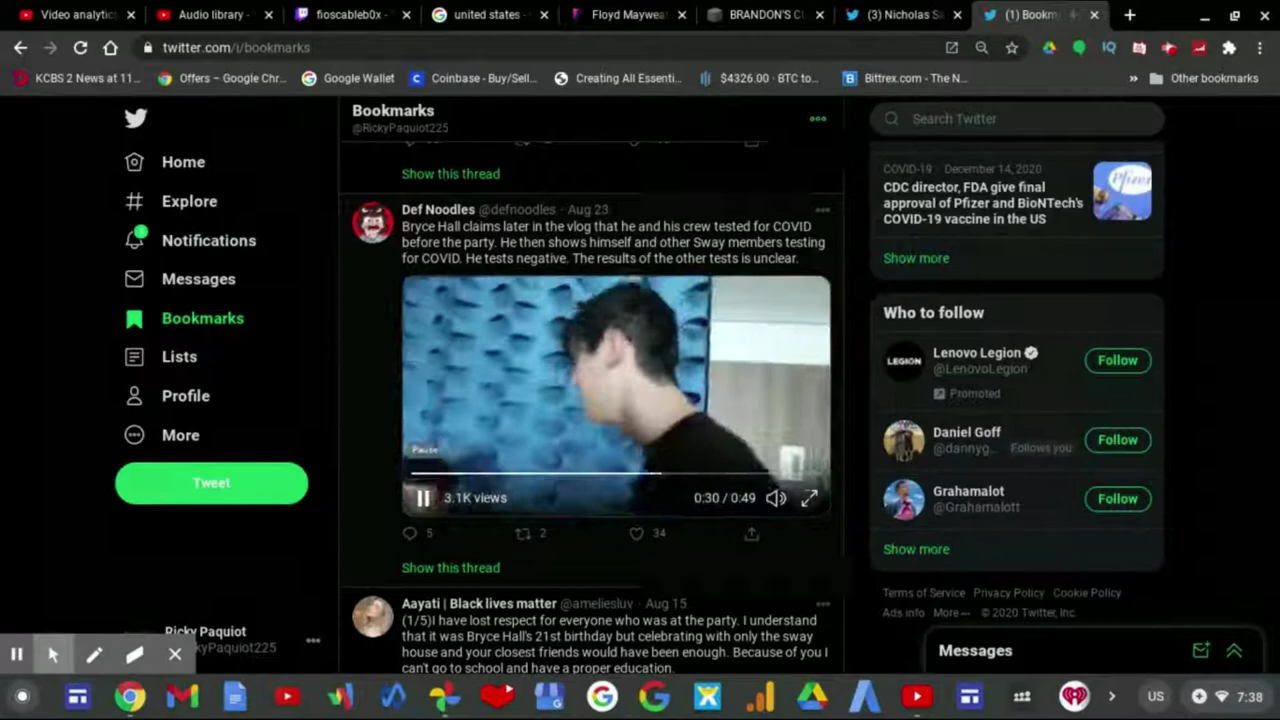 Video analytic
Audio library -
fioscableb0x -
united states -
Floyd Maywea
BRANDON'S CU
(3) Nicholas Sa
(1) Bookm
twitter.com/i/bookmarks
KCBS 2 News at 11...
Offers – Google Chr...
Google Wallet
Coinbase - Buy/Sell...
Creating All Essenti...
$4326.00 · BTC to...
Bittrex.com - The N...
Other bookmarks
Home
Explore
Notifications
Messages
Bookmarks
Lists
Profile
More
Tweet
Ricky Paquiot
kyPaquiot225
Bookmarks
@RickyPaquiot225
Show this thread
Def Noodles @defnoodles · Aug 23
Bryce Hall claims later in the vlog that he and his crew tested for COVID
before the party. He then shows himself and other Sway members testing
for COVID. He tests negative. The results of the other tests is unclear.
Pause
3.1K views
0:30 / 0:49
5
2
34
Show this thread
Aayati | Black lives matter @ameliesluv · Aug 15
(1/5)I have lost respect for everyone who was at the party. I understand
that it was Bryce Hall's 21st birthday but celebrating with only the sway
house and your closest friends would have been enough. Because of you I
can't go to school and have a proper education.
Search Twitter
COVID-19 · December 14, 2020
CDC director, FDA give final
approval of Pfizer and BioNTech's
COVID-19 vaccine in the US
Pfizer
Show more
Who to follow
LEGION
Lenovo Legion
@LenovoLegion
Follow
Promoted
Daniel Goff
@dannyg... Follows you
Follow
Grahamalot
@Grahamalott
Follow
Show more
Terms of Service Privacy Policy Cookie Policy
Ads info More··· © 2020 Twitter, Inc.
Messages
US
7:38